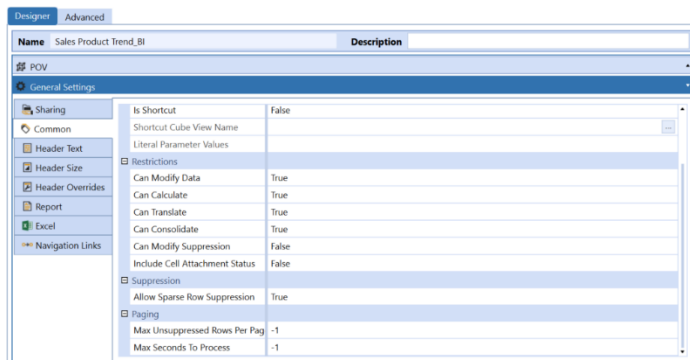 Designer Advanced
Name Sales Product Trend_BI Description
POV
General Settings
Sharing
Common
Header Text
Header Size
Header Overrides
Report
Excel
Navigation Links
Is Shortcut False
Shortcut Cube View Name ...
Literal Parameter Values
Restrictions
Can Modify Data True
Can Calculate True
Can Translate True
Can Consolidate True
Can Modify Suppression False
Include Cell Attachment Status False
Suppression
Allow Sparse Row Suppression True
Paging
Max Unsuppressed Rows Per Pag -1
Max Seconds To Process -1